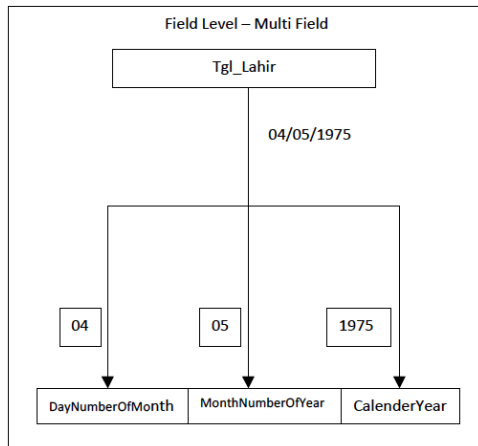 Field Level – Multi Field
Tgl_Lahir
04/05/1975
04
05
1975
DayNumberOfMonth
MonthNumberOfYear
CalenderYear